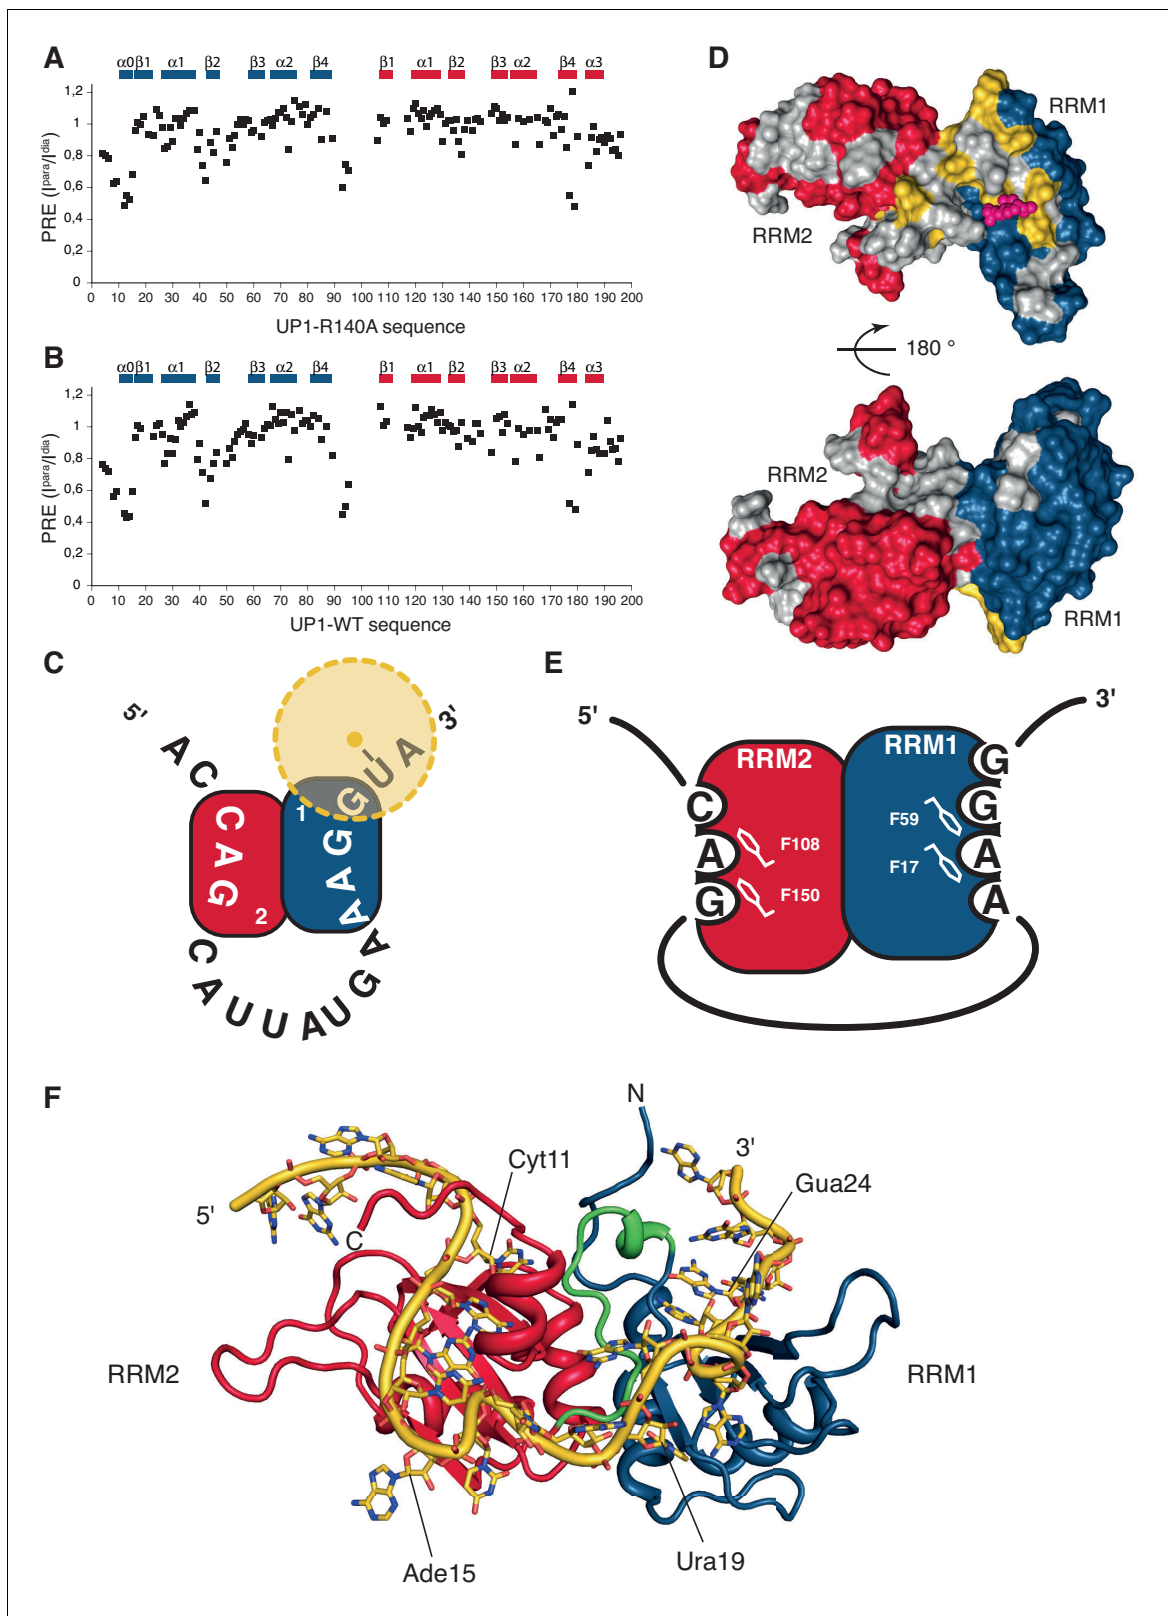 A
α0 β1 α1 β2 β3 α2 β4 β1 α1 β2 β3 α2 β4 α3
1,2
1
0,8
0,6
0,4
0,2
0
PRE (I^para/I^dia)
0 10 20 30 40 50 60 70 80 90 100 110 120 130 140 150 160 170 180 190 200
UP1-R140A sequence
B
α0 β1 α1 β2 β3 α2 β4 β1 α1 β2 β3 α2 β4 α3
1,2
1
0,8
0,6
0,4
0,2
0
PRE (I^para/I^dia)
0 10 20 30 40 50 60 70 80 90 100 110 120 130 140 150 160 170 180 190 200
UP1-WT sequence
C
5'
A C
C A G
2
C A U U A U G A
A A G G
1
U A
3'
D
RRM1
RRM2
180 °
RRM2
RRM1
E
5'
3'
RRM2
RRM1
C
A
G
F108
F150
G
G
A
A
F59
F17
F
N
3'
Cyt11
Gua24
5'
C
RRM2
RRM1
Ade15
Ura19